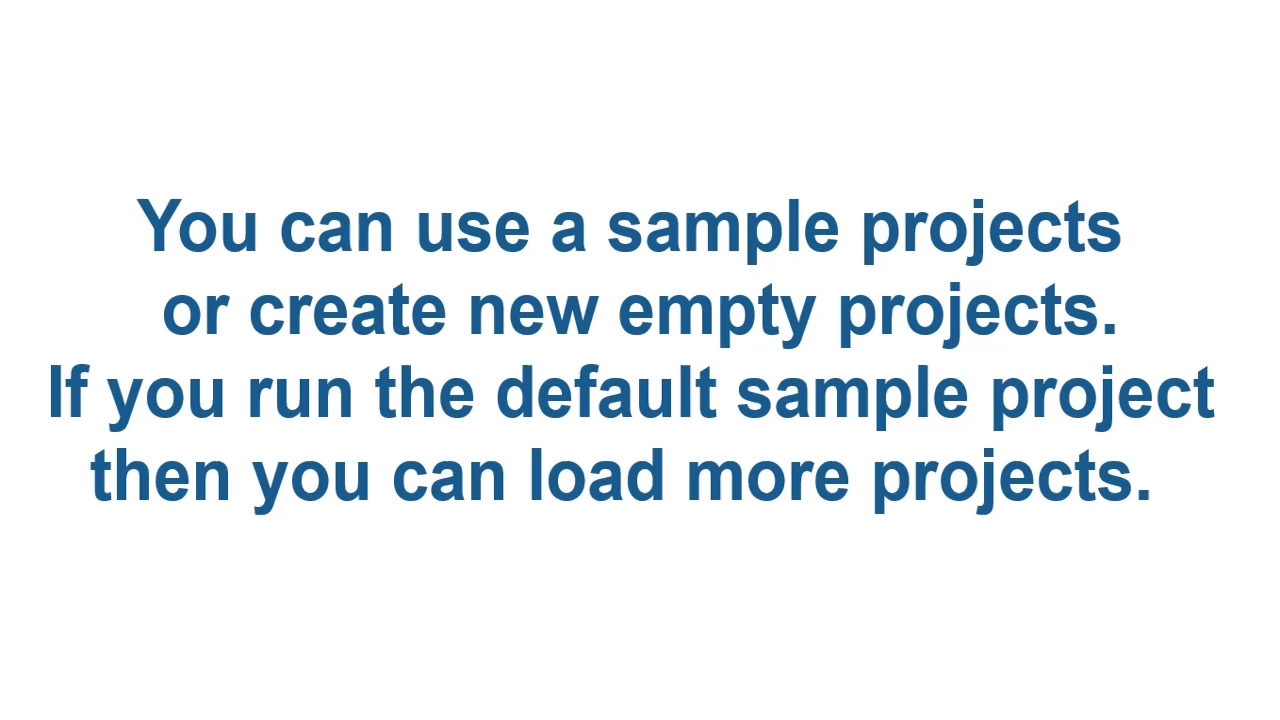 You can use a sample projects
or create new empty projects.
If you run the default sample project
then you can load more projects.